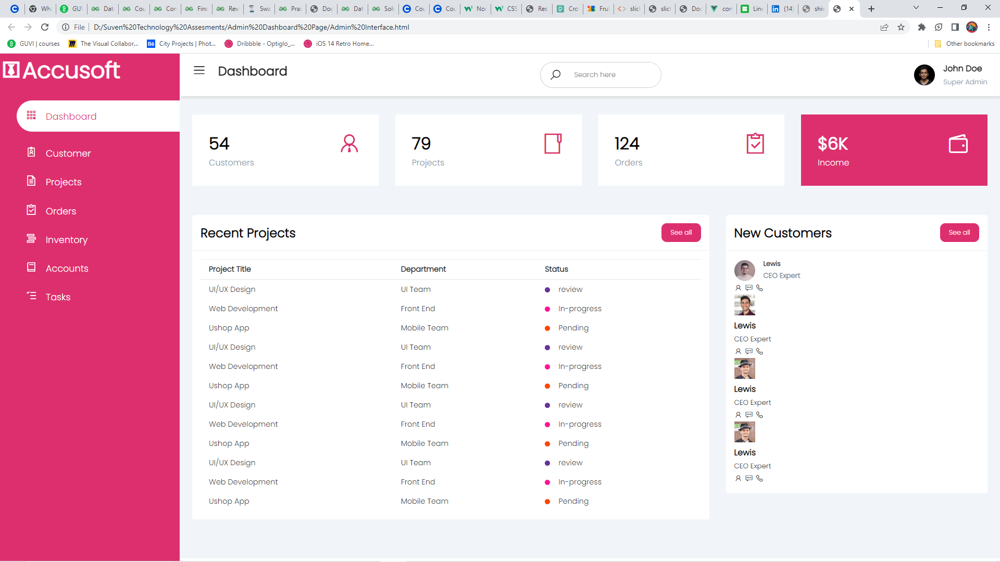 GUV
Data
Cou
Con
Finc
Rev
Swa
Prac
Doc
Dat
Solv
Cou
Cou
Noc
CSS
Res
Cro
Frui
slic
slic
Doc
con
Line
(14)
shiv
File
D:/Suven%20Technology%20Assesments/Admin%20Dashboard%20Page/Admin%20Interface.html
GUVI | courses
The Visual Collabor...
City Projects | Phot...
Dribbble - Optiglo_...
iOS 14 Retro Home...
Other bookmarks
Accusoft
Dashboard
Search here
John Doe
Super Admin
Dashboard
Customer
Projects
Orders
Inventory
Accounts
Tasks
54
Customers
79
Projects
124
Orders
$6K
Income
Recent Projects
See all
Project Title Department Status
UI/UX Design UI Team review
Web Development Front End In-progress
Ushop App Mobile Team Pending
UI/UX Design UI Team review
Web Development Front End In-progress
Ushop App Mobile Team Pending
UI/UX Design UI Team review
Web Development Front End In-progress
Ushop App Mobile Team Pending
UI/UX Design UI Team review
Web Development Front End In-progress
Ushop App Mobile Team Pending
New Customers
See all
Lewis
CEO Expert
Lewis
CEO Expert
Lewis
CEO Expert
Lewis
CEO Expert